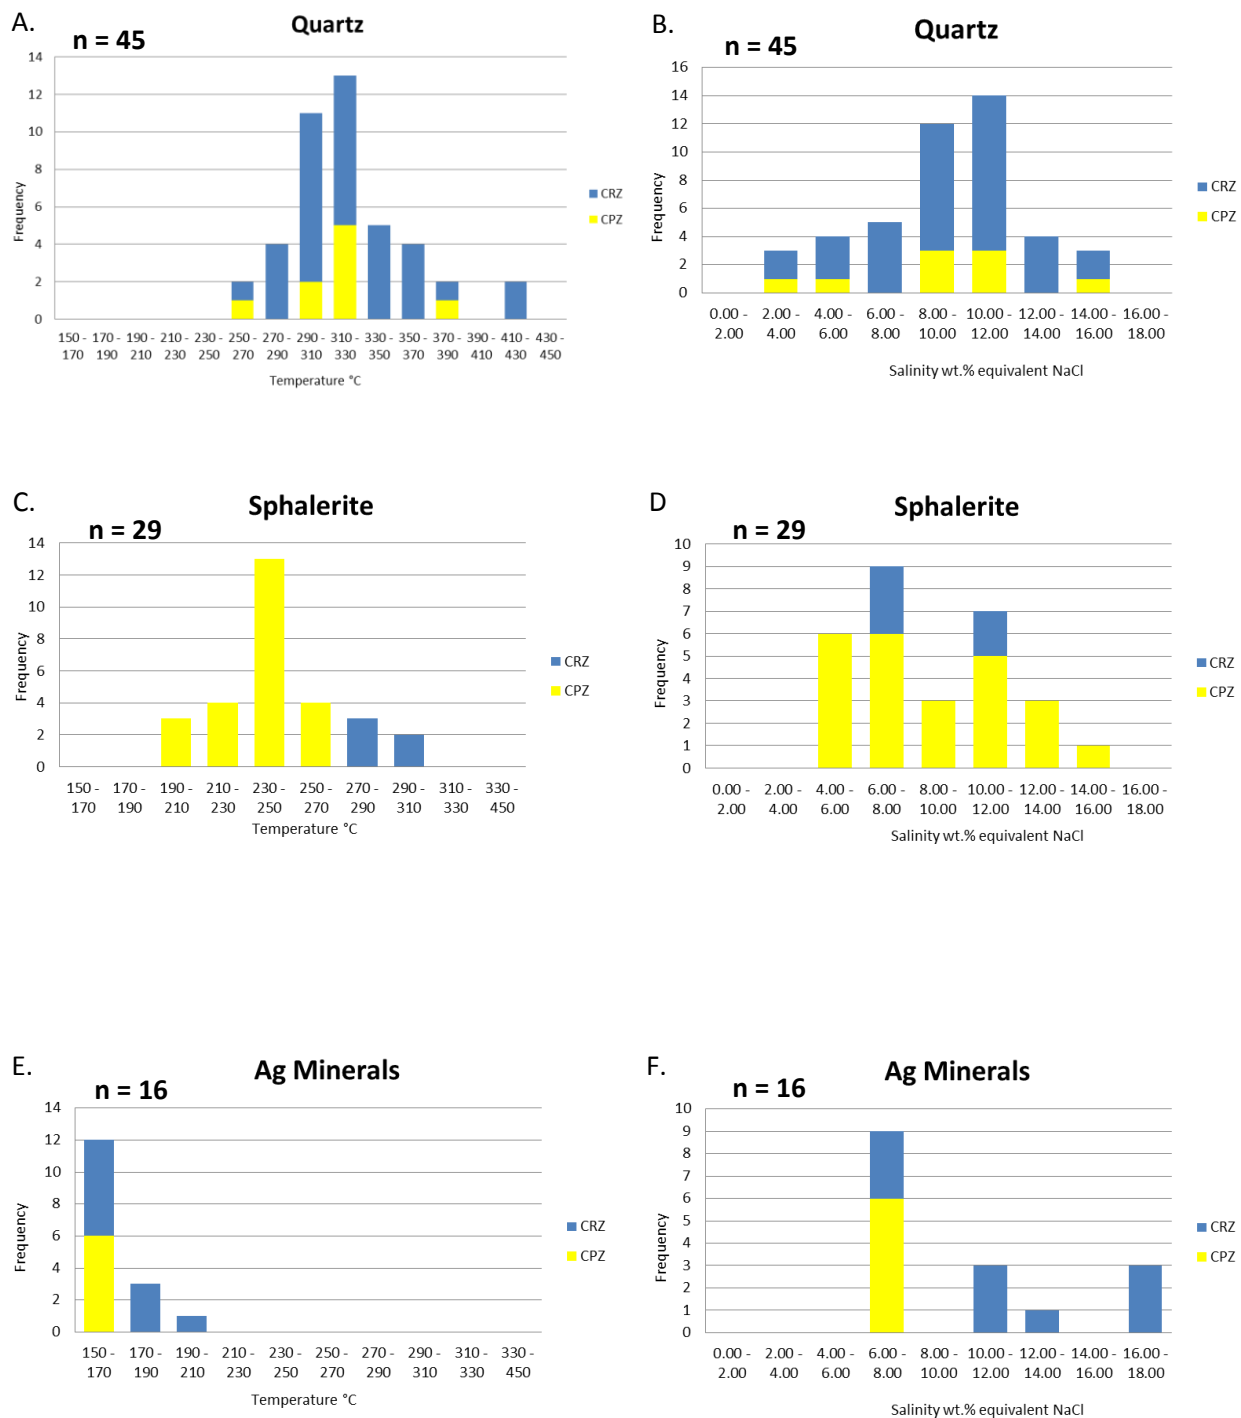 A.
Quartz
n = 45
14
12
10
8
6
4
2
0
Frequency
150 - 170 - 190 - 210 - 230 - 250 - 270 - 290 - 310 - 330 - 350 - 370 - 390 - 410 - 430 -
170 190 210 230 250 270 290 310 330 350 370 390 410 430 450
Temperature °C
CRZ
CPZ
B.
Quartz
n = 45
16
14
12
10
8
6
4
2
0
Frequency
0.00 - 2.00 - 4.00 - 6.00 - 8.00 - 10.00 - 12.00 - 14.00 - 16.00 -
2.00 4.00 6.00 8.00 10.00 12.00 14.00 16.00 18.00
Salinity wt.% equivalent NaCl
CRZ
CPZ
C.
Sphalerite
n = 29
14
12
10
8
6
4
2
0
Frequency
150 - 170 - 190 - 210 - 230 - 250 - 270 - 290 - 310 - 330 -
170 190 210 230 250 270 290 310 330 450
Temperature °C
CRZ
CPZ
D
Sphalerite
n = 29
10
9
8
7
6
5
4
3
2
1
0
Frequency
0.00 - 2.00 - 4.00 - 6.00 - 8.00 - 10.00 - 12.00 - 14.00 - 16.00 -
2.00 4.00 6.00 8.00 10.00 12.00 14.00 16.00 18.00
Salinity wt.% equivalent NaCl
CRZ
CPZ
E.
Ag Minerals
n = 16
14
12
10
8
6
4
2
0
Frequency
150 - 170 - 190 - 210 - 230 - 250 - 270 - 290 - 310 - 330 -
170 190 210 230 250 270 290 310 330 450
Temperature °C
CRZ
CPZ
F.
Ag Minerals
n = 16
10
9
8
7
6
5
4
3
2
1
0
Frequency
0.00 - 2.00 - 4.00 - 6.00 - 8.00 - 10.00 - 12.00 - 14.00 - 16.00 -
2.00 4.00 6.00 8.00 10.00 12.00 14.00 16.00 18.00
Salinity wt.% equivalent NaCl
CRZ
CPZ